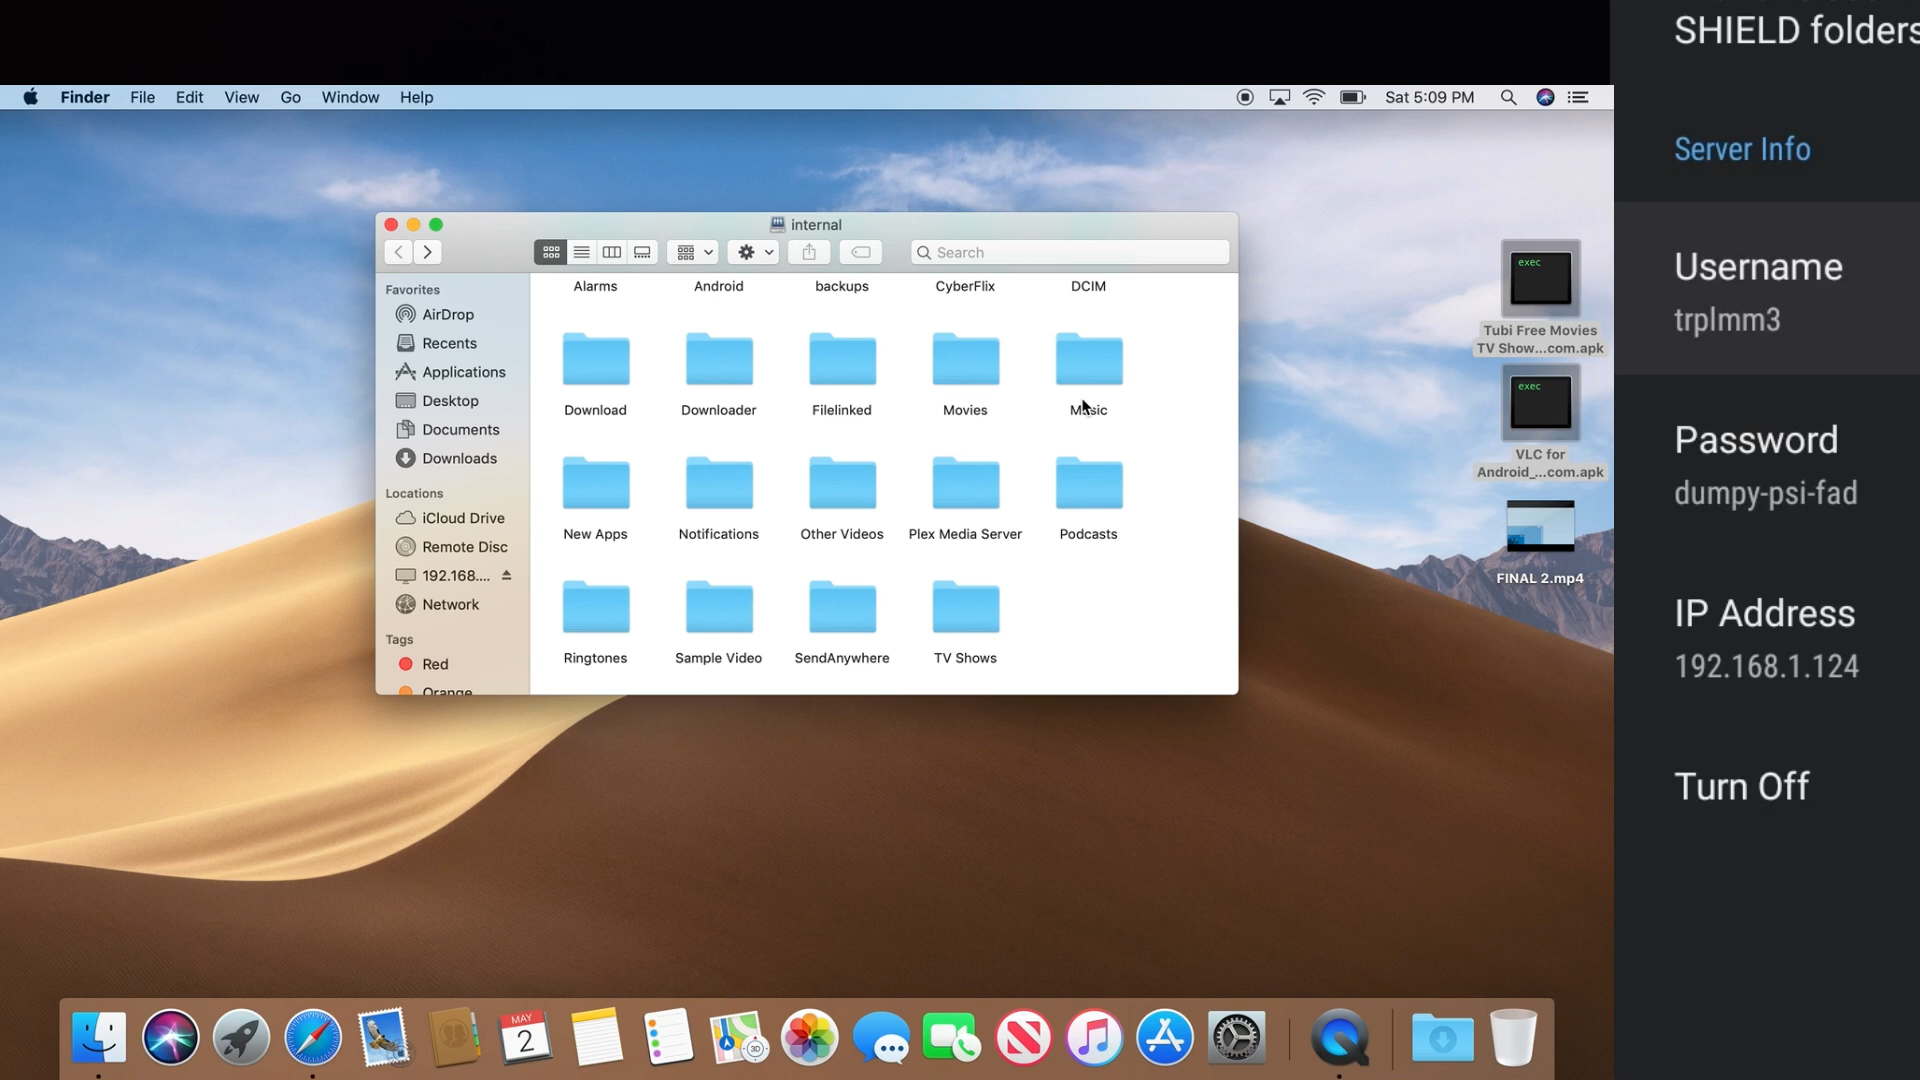 SHIELD folders
Finder File Edit View Go Window Help
Sat 5:09 PM
Server Info
internal
Search
Username
trplmm3
Favorites
AirDrop
Recents
Applications
Desktop
Documents
Downloads
Locations
iCloud Drive
Remote Disc
192.168....
Network
Tags
Red
Orange
Alarms Android backups CyberFlix DCIM
Download Downloader Filelinked Movies Music
New Apps Notifications Other Videos Plex Media Server Podcasts
Ringtones Sample Video SendAnywhere TV Shows
exec
Tubi Free Movies
TV Show...com.apk
exec
VLC for
Android_...com.apk
FINAL 2.mp4
Password
dumpy-psi-fad
IP Address
192.168.1.124
Turn Off
MAY
2
3D